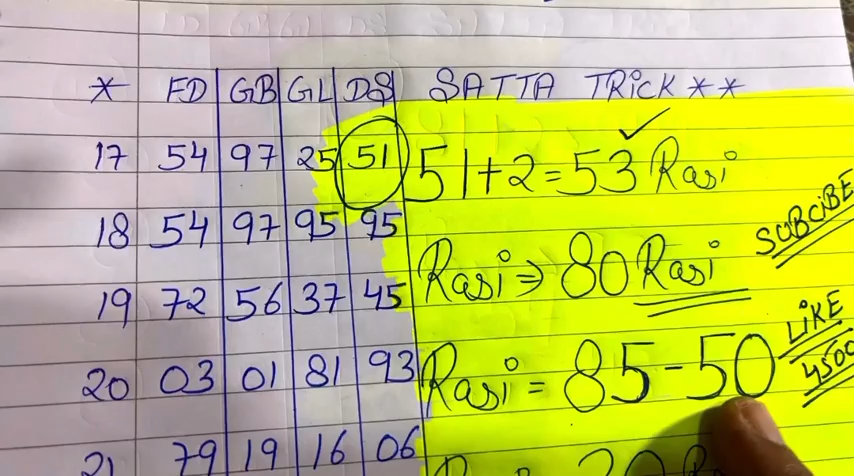 * FD GB GL DS SATTA TRICK **
17 54 97 25 51 51+2=53 Rasi
18 54 97 95 95
SUBCIBE
Rasi ⇒ 80 Rasi
19 72 56 37 45
LIKE
4500
20 03 01 81 93 Rasi = 85-50
21 79 19 16 06